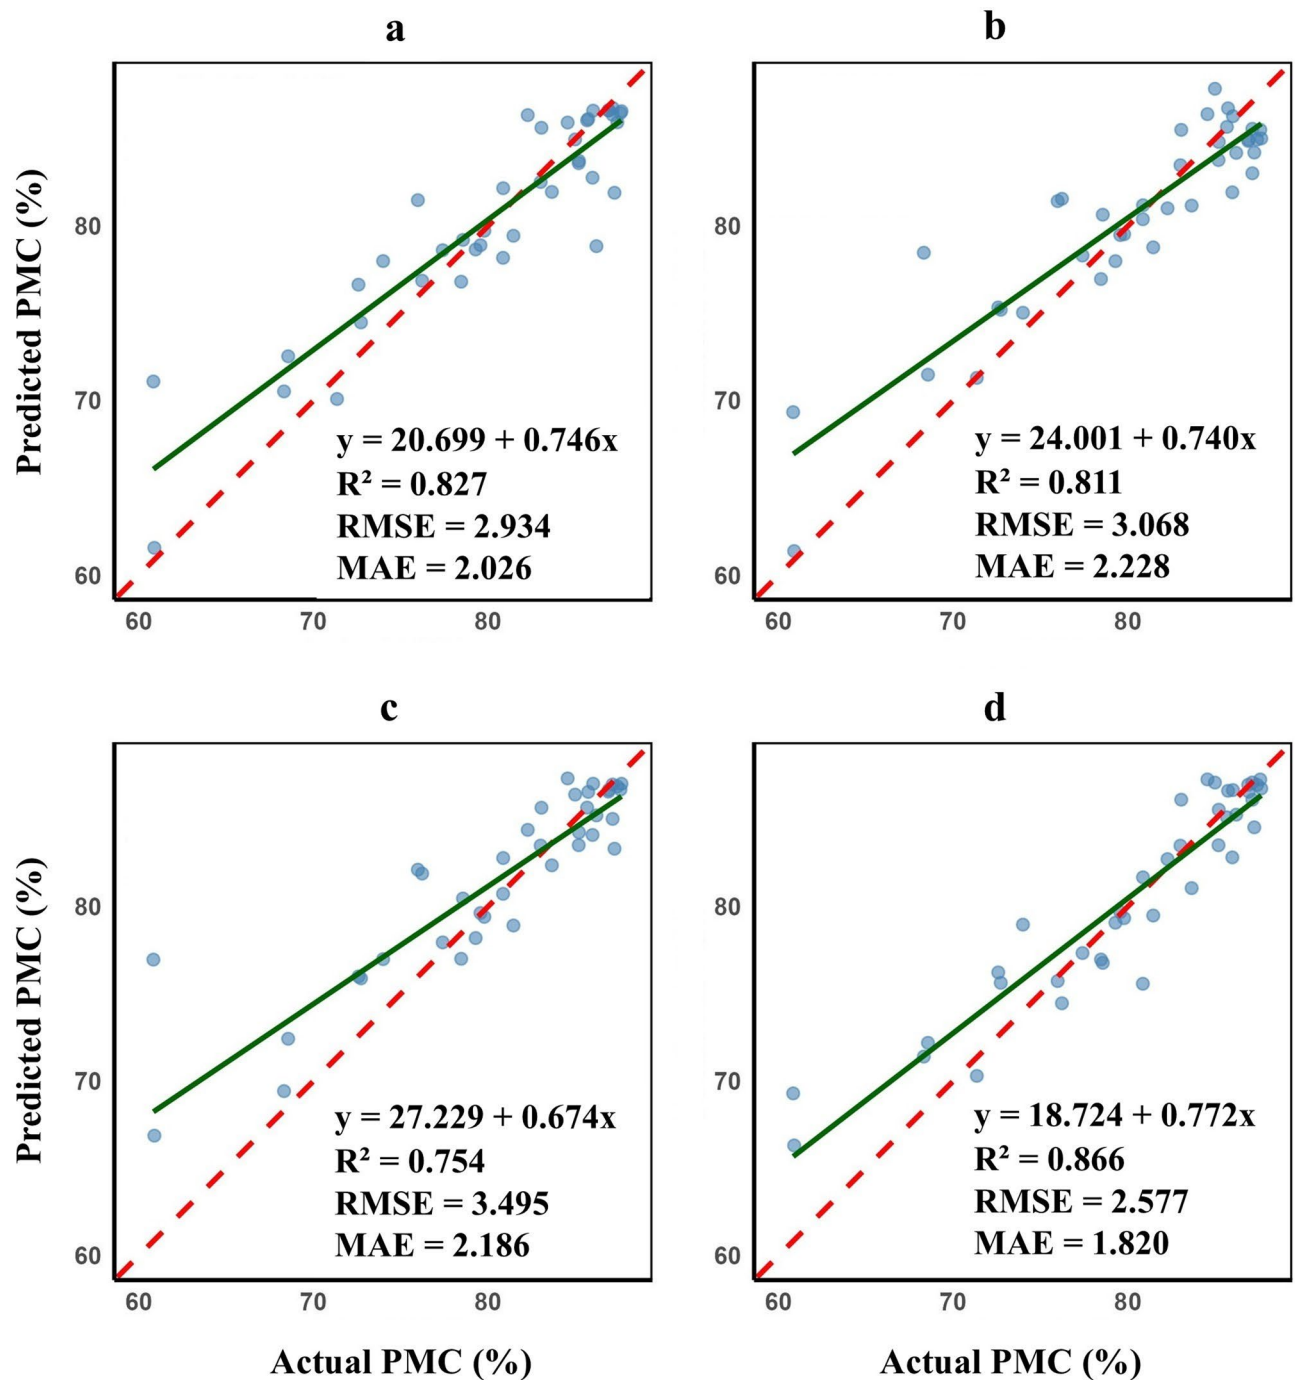 a
Predicted PMC (%)
80
70
60
60 70 80
y = 20.699 + 0.746x
R² = 0.827
RMSE = 2.934
MAE = 2.026
b
80
70
60
60 70 80
y = 24.001 + 0.740x
R² = 0.811
RMSE = 3.068
MAE = 2.228
c
Predicted PMC (%)
80
70
60
60 70 80
y = 27.229 + 0.674x
R² = 0.754
RMSE = 3.495
MAE = 2.186
Actual PMC (%)
d
80
70
60
60 70 80
y = 18.724 + 0.772x
R² = 0.866
RMSE = 2.577
MAE = 1.820
Actual PMC (%)